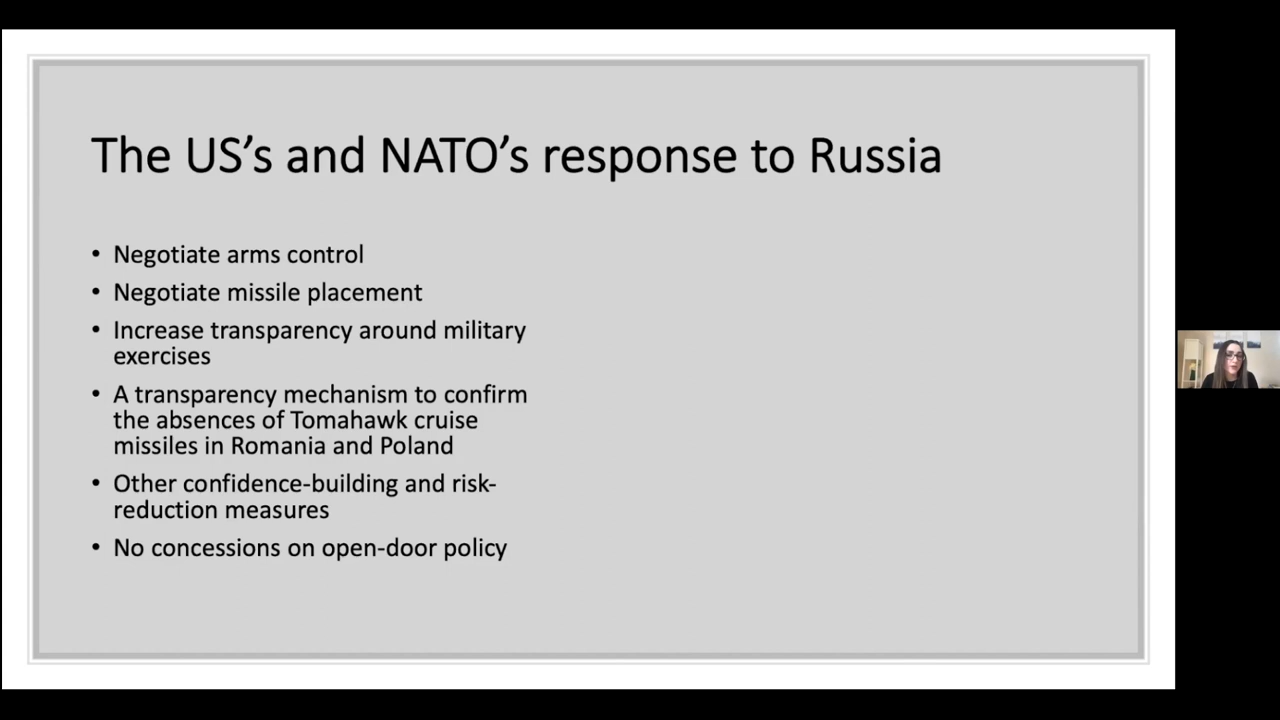 The US’s and NATO’s response to Russia
• Negotiate arms control
• Negotiate missile placement
• Increase transparency around military
exercises
• A transparency mechanism to confirm
the absences of Tomahawk cruise
missiles in Romania and Poland
• Other confidence-building and risk-
reduction measures
• No concessions on open-door policy